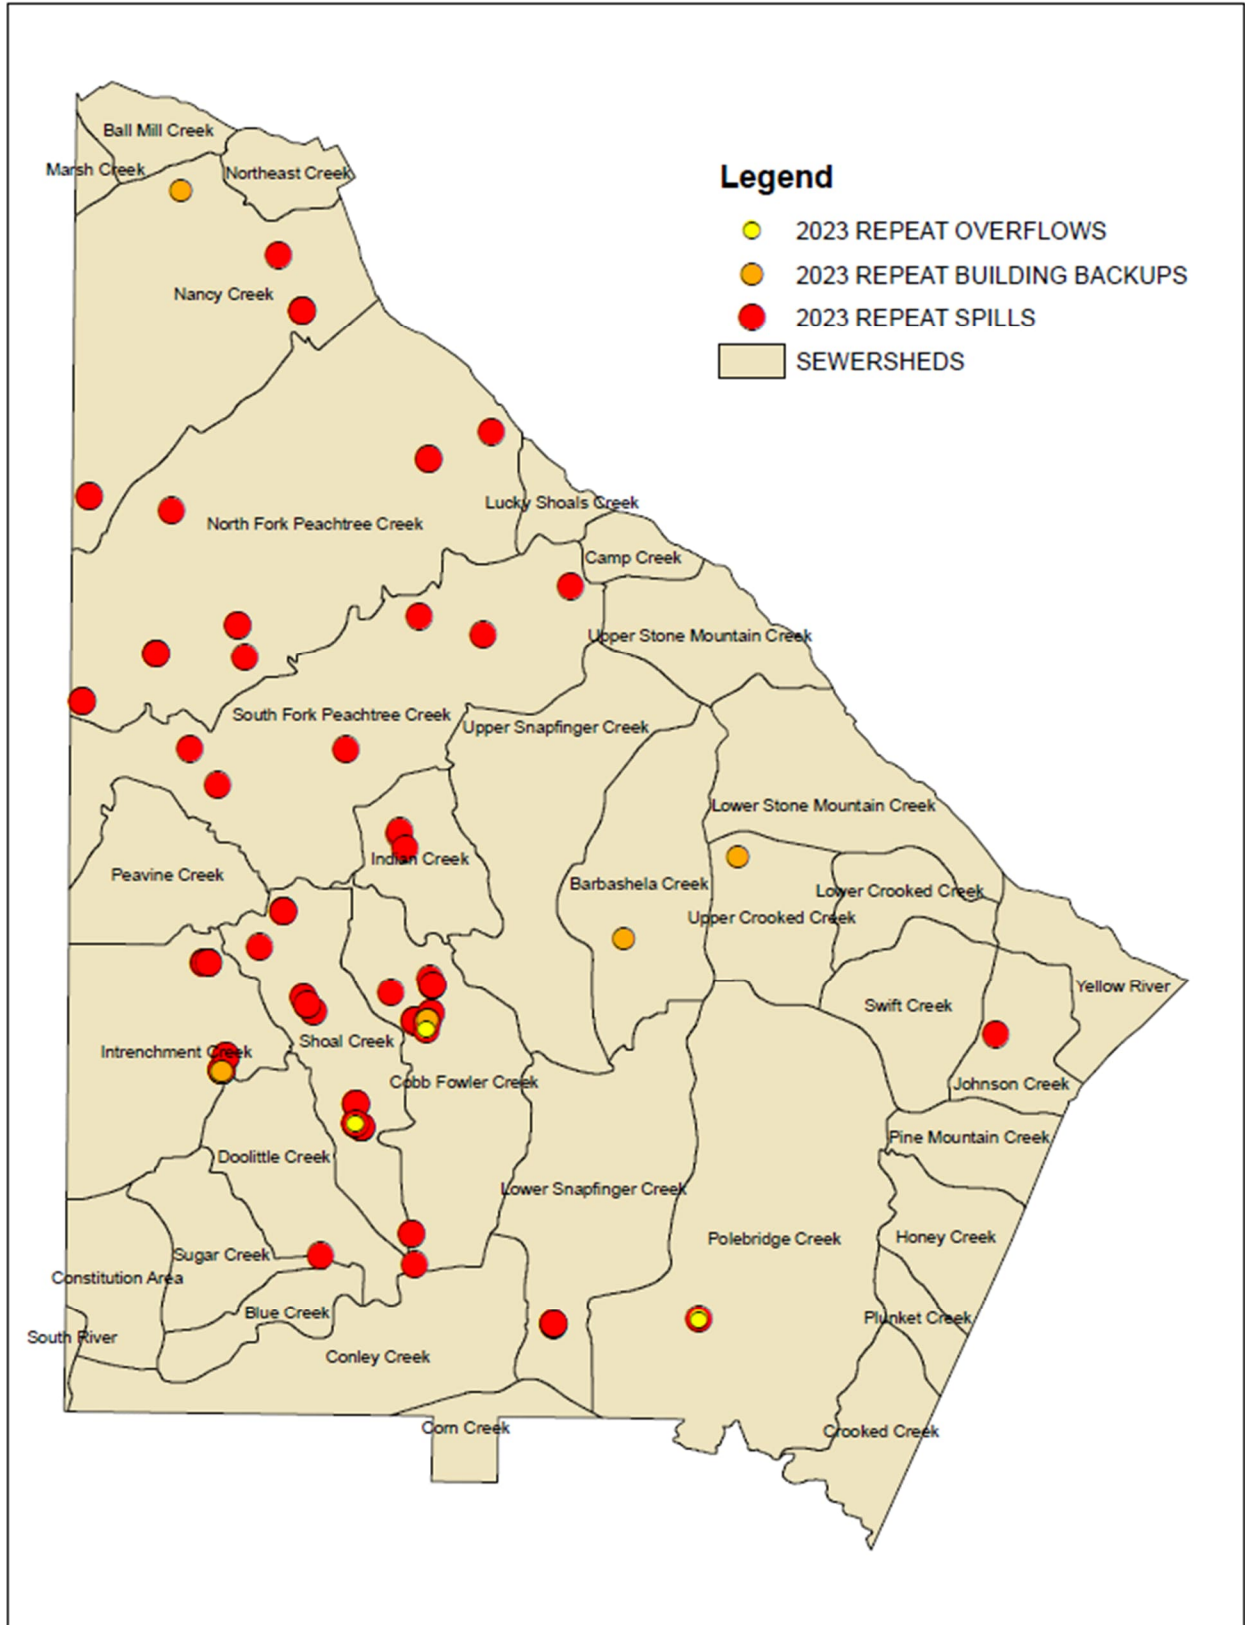 Ball Mill Creek
Marsh Creek
Northeast Creek
Legend
2023 REPEAT OVERFLOWS
2023 REPEAT BUILDING BACKUPS
2023 REPEAT SPILLS
SEWERSHEDS
Nancy Creek
Lucky Shoals Creek
North Fork Peachtree Creek
Camp Creek
Upper Stone Mountain Creek
South Fork Peachtree Creek
Upper Snapfinger Creek
Lower Stone Mountain Creek
Indian Creek
Peavine Creek
Barbashela Creek
Lower Crooked Creek
Upper Crooked Creek
Yellow River
Swift Creek
Shoal Creek
Intrenchment Creek
Cobb Fowler Creek
Johnson Creek
Pine Mountain Creek
Doolittle Creek
Lower Snapfinger Creek
Polebridge Creek
Honey Creek
Sugar Creek
Constitution Area
Blue Creek
Plunket Creek
South River
Conley Creek
Corn Creek
Crooked Creek